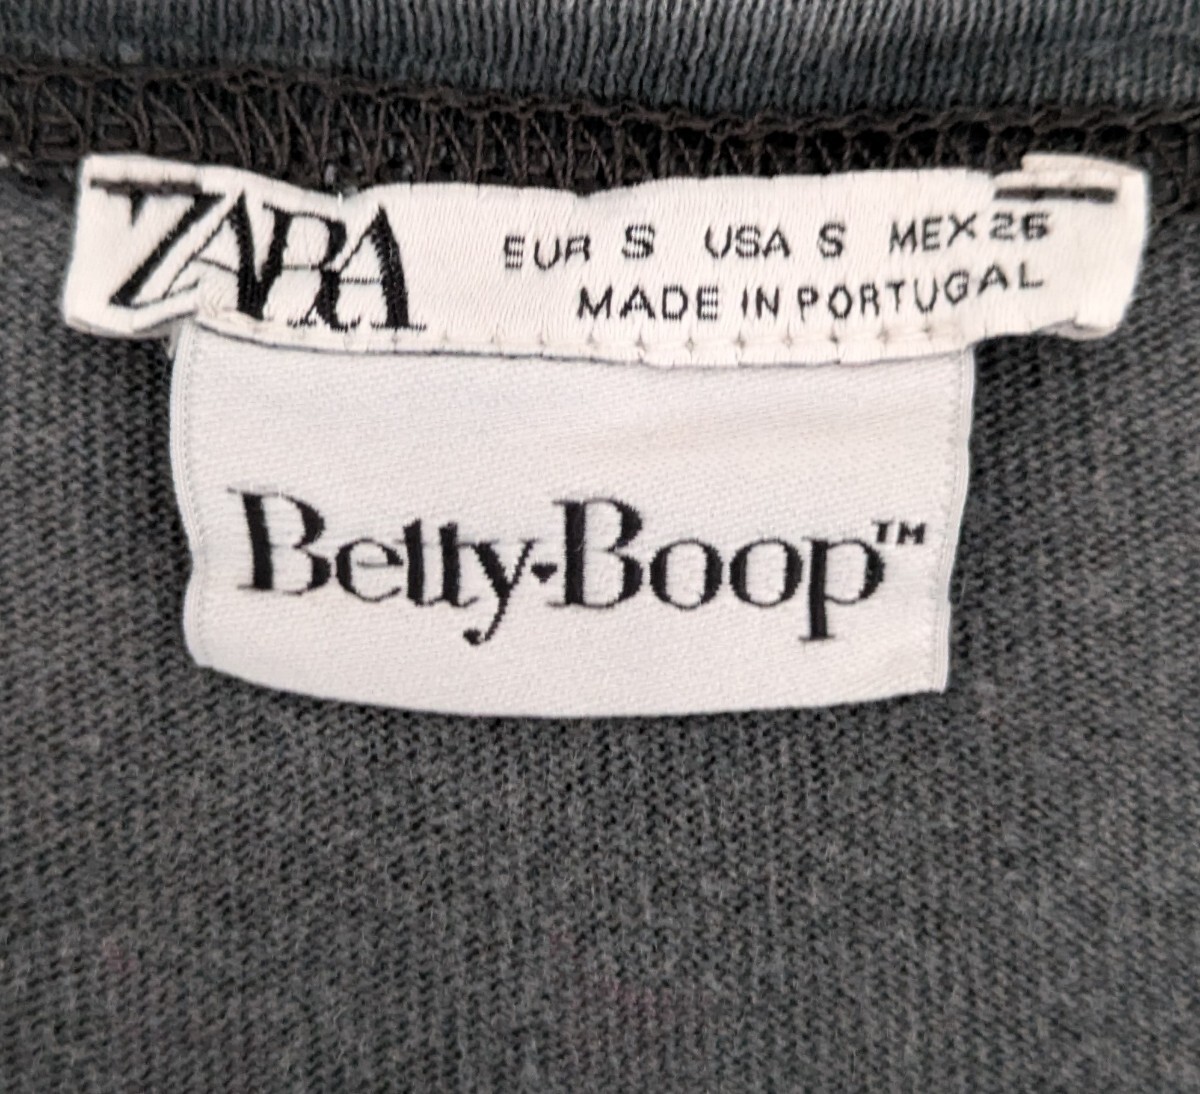 ZARA EUR S USA S MEX 26
MADE IN PORTUGAL
Betty-Boop™